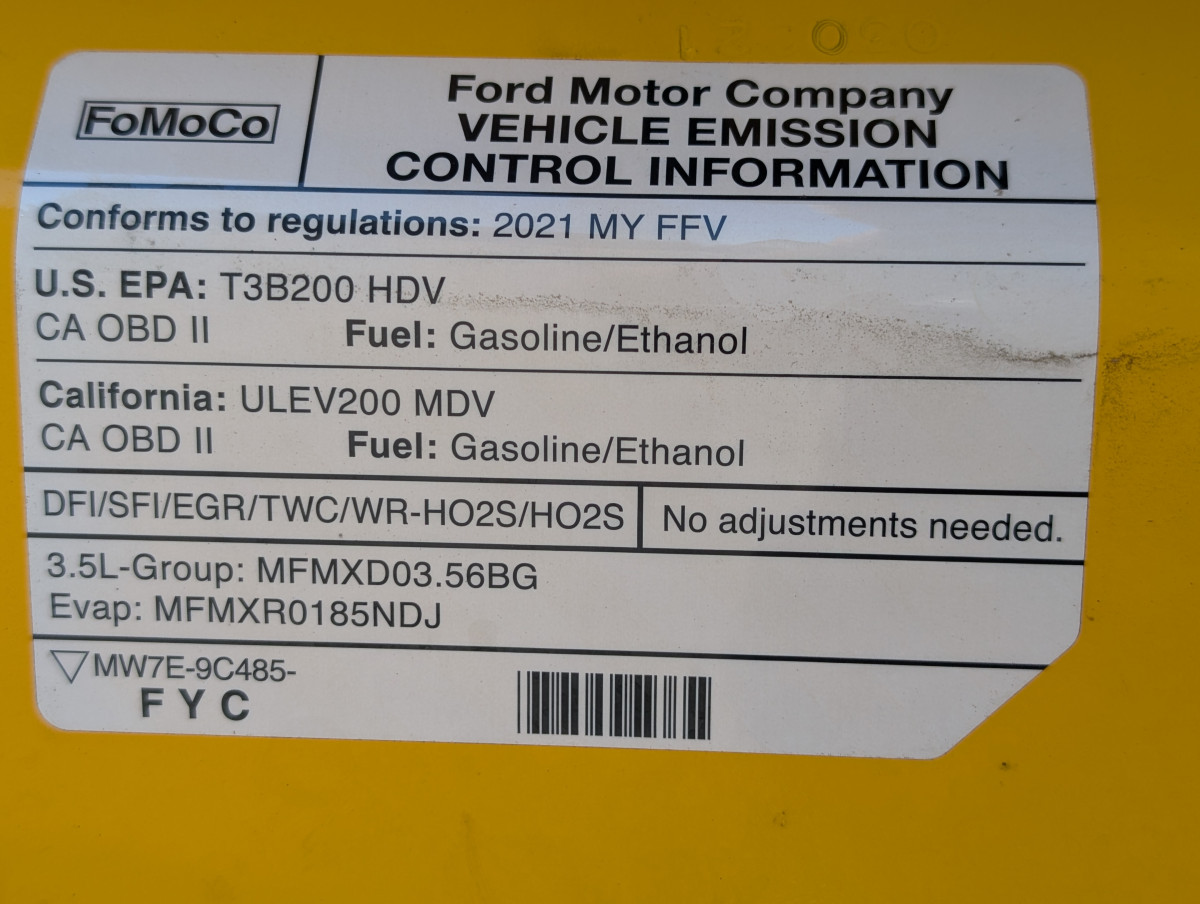 FoMoCo
Ford Motor Company
VEHICLE EMISSION
CONTROL INFORMATION
Conforms to regulations: 2021 MY FFV
U.S. EPA: T3B200 HDV
CA OBD II Fuel: Gasoline/Ethanol
California: ULEV200 MDV
CA OBD II Fuel: Gasoline/Ethanol
DFI/SFI/EGR/TWC/WR-HO2S/HO2S
No adjustments needed.
3.5L-Group: MFMXD03.56BG
Evap: MFMXR0185NDJ
MW7E-9C485-
F Y C